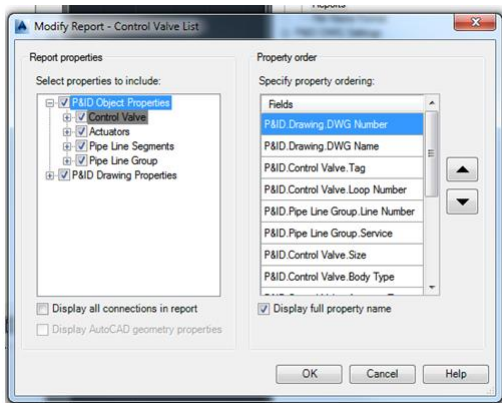 Reports
Modify Report - Control Valve List
Report properties
Select properties to include:
P&ID Object Properties
Control Valve
Actuators
Pipe Line Segments
Pipe Line Group
P&ID Drawing Properties
Display all connections in report
Display AutoCAD geometry properties
Property order
Specify property ordering:
Fields
P&ID.Drawing.DWG Number
P&ID.Drawing.DWG Name
P&ID.Control Valve.Tag
P&ID.Control Valve.Loop Number
P&ID.Pipe Line Group.Line Number
P&ID.Pipe Line Group.Service
P&ID.Control Valve.Size
P&ID.Control Valve.Body Type
Display full property name
OK
Cancel
Help